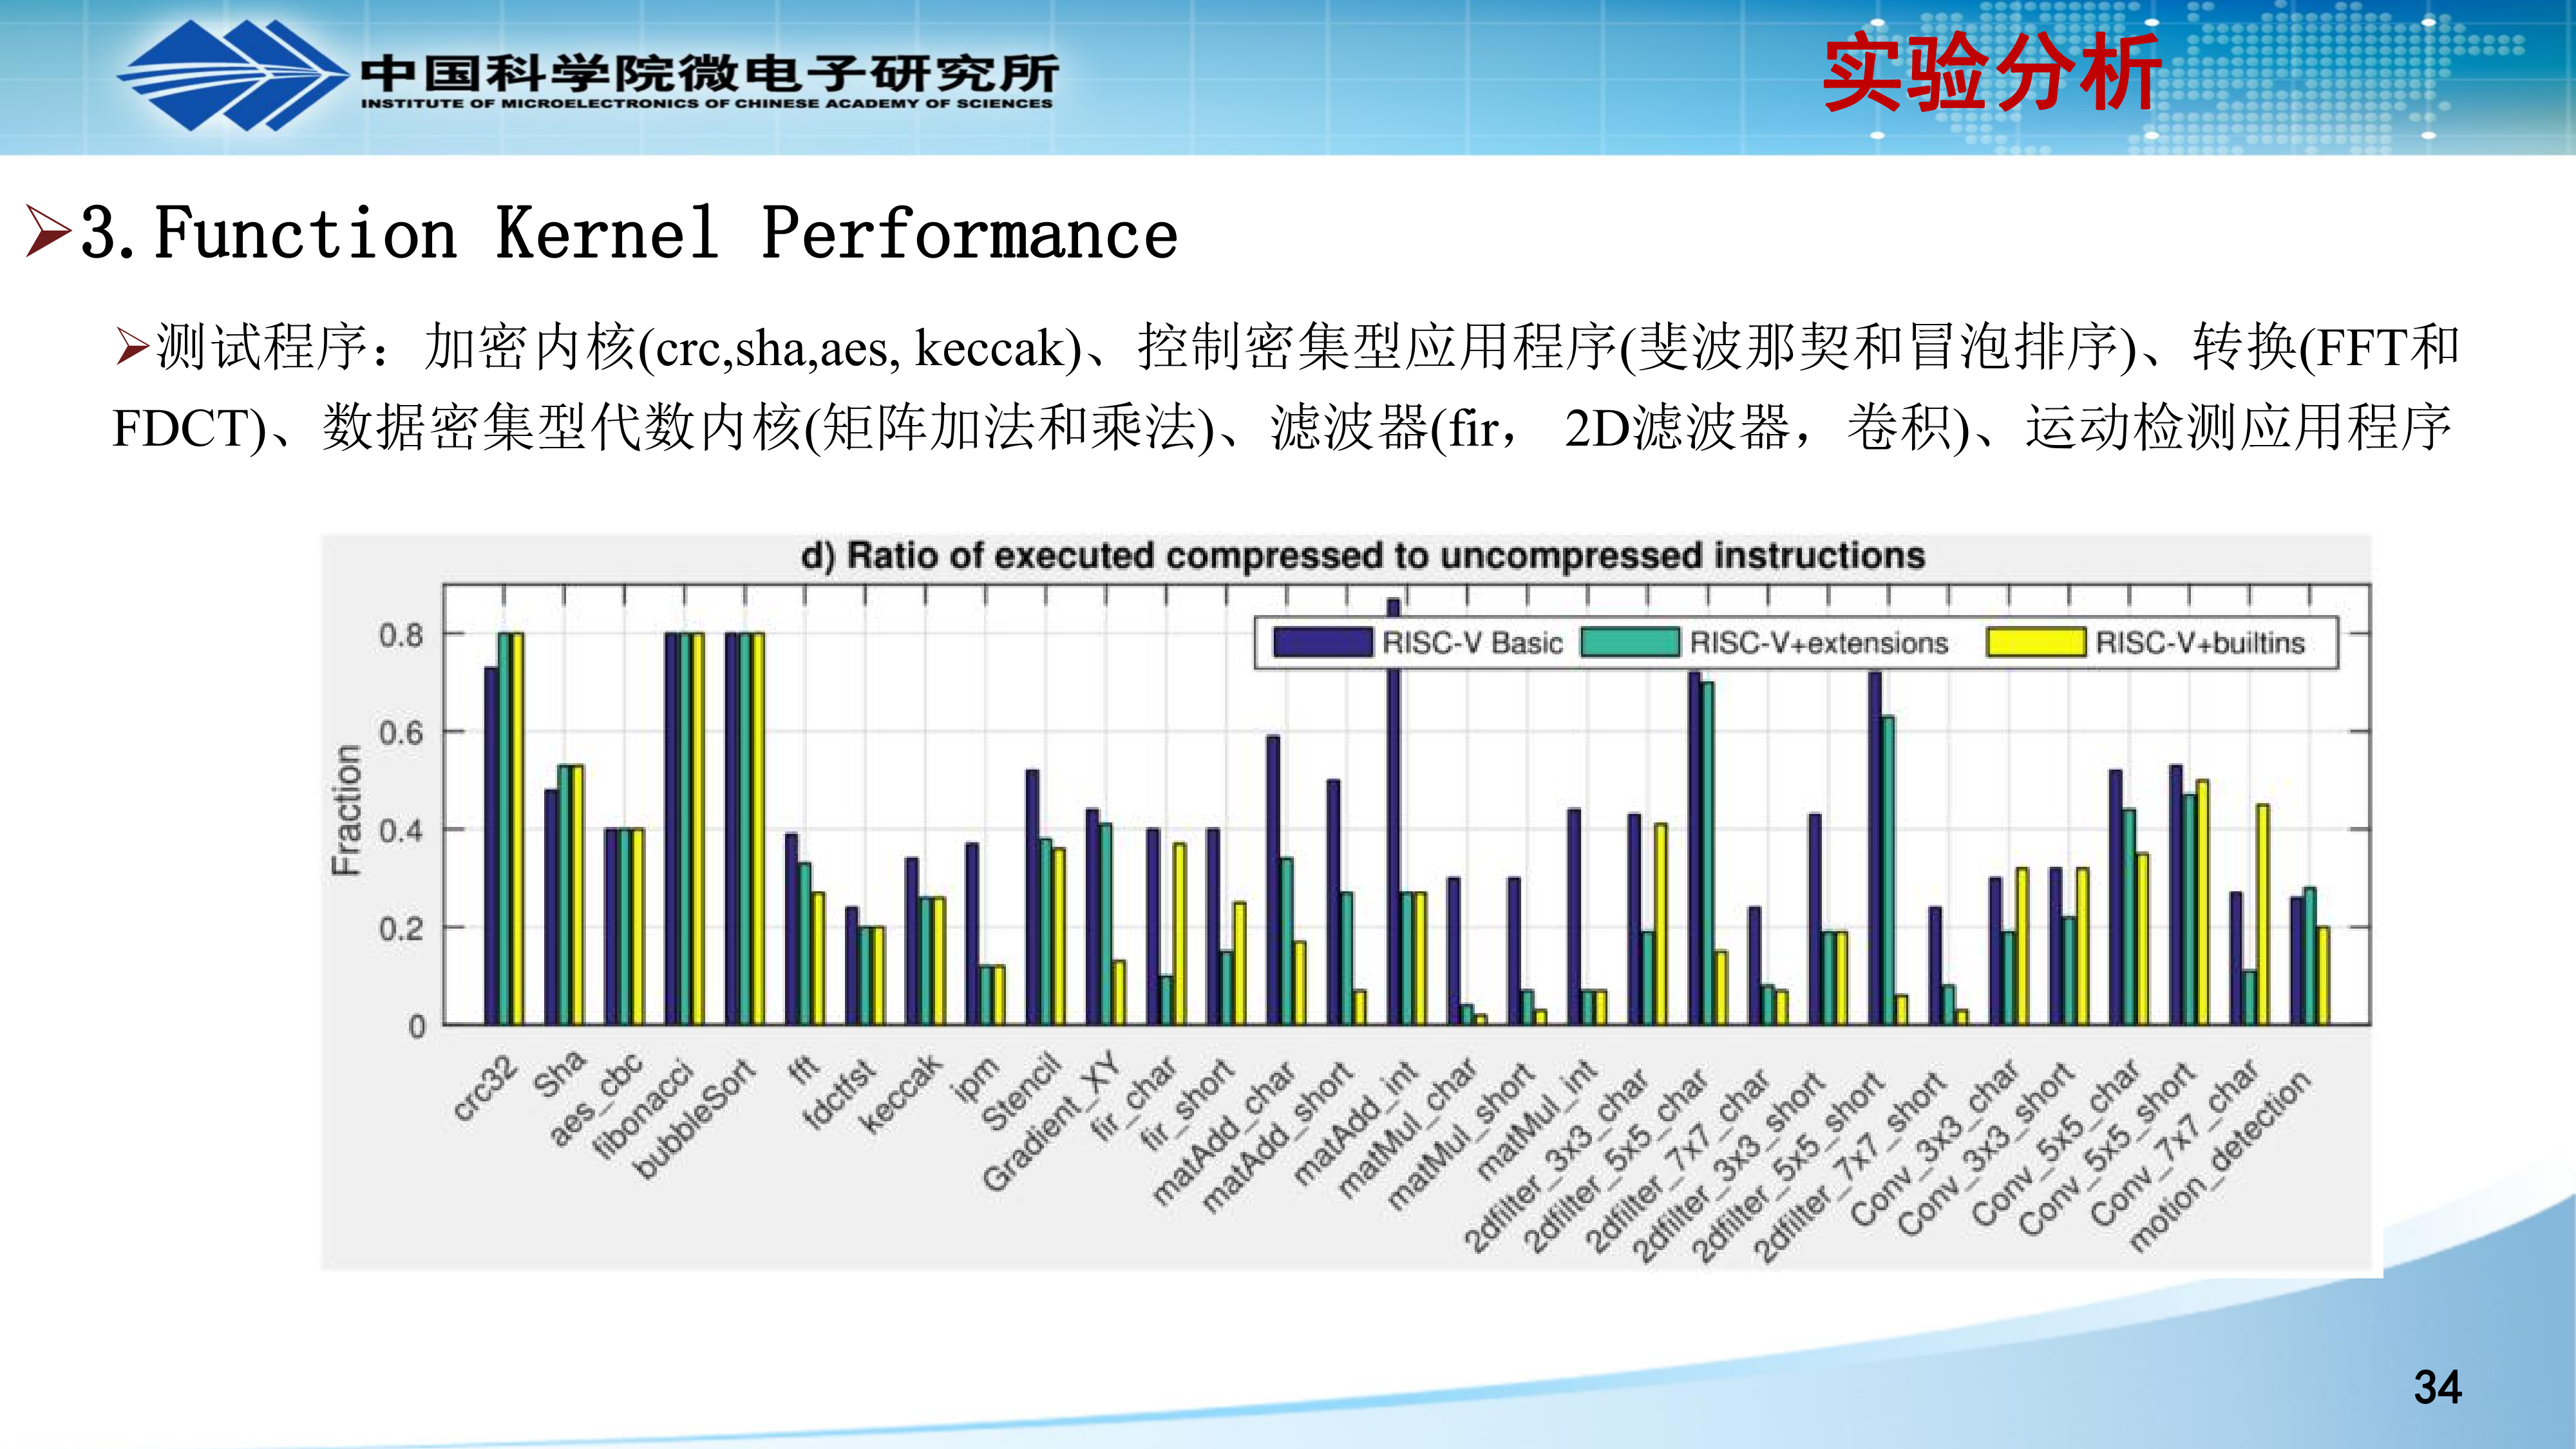 中国科学院微电子研究所
INSTITUTE OF MICROELECTRONICS OF CHINESE ACADEMY OF SCIENCES
实验分析
3.Function Kernel Performance
测试程序：加密内核(crc,sha,aes, keccak)、控制密集型应用程序(斐波那契和冒泡排序)、转换(FFT和
FDCT)、数据密集型代数内核(矩阵加法和乘法)、滤波器(fir， 2D滤波器，卷积)、运动检测应用程序
d) Ratio of executed compressed to uncompressed instructions
RISC-V Basic
RISC-V+extensions
RISC-V+builtins
Fraction
0.8
0.6
0.4
0.2
0
crc32
Sha
aes_cbc
fibonacci
bubbleSort
fft
fdctfst
keccak
ipm
Stencil
Gradient_XY
fir_char
fir_short
matAdd_char
matAdd_short
matAdd_int
matMul_char
matMul_short
matMul_int
2dfilter_3x3_char
2dfilter_5x5_char
2dfilter_7x7_char
2dfilter_3x3_short
2dfilter_5x5_short
2dfilter_7x7_short
Conv_3x3_char
Conv_3x3_short
Conv_5x5_char
Conv_5x5_short
Conv_7x7_char
motion_detection
34